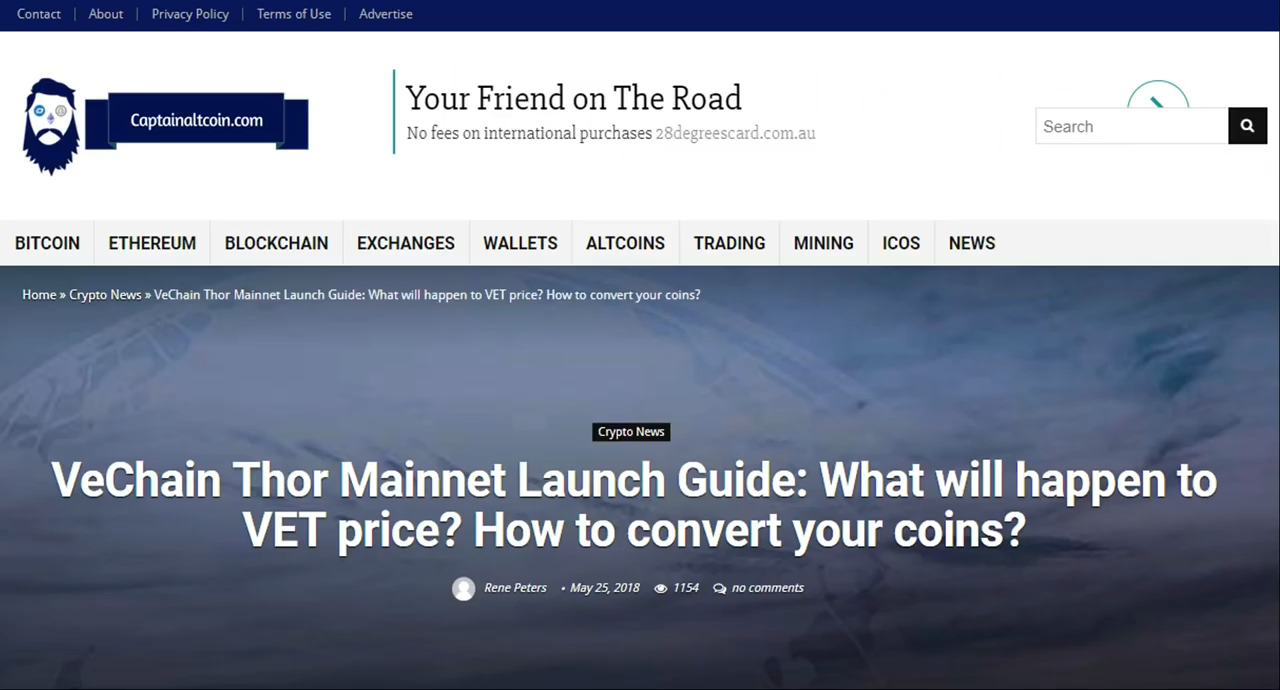 Contact | About | Privacy Policy | Terms of Use | Advertise
Captainaltcoin.com
Your Friend on The Road
No fees on international purchases 28degreescard.com.au
Search
BITCOIN ETHEREUM BLOCKCHAIN EXCHANGES WALLETS ALTCOINS TRADING MINING ICOS NEWS
Home » Crypto News » VeChain Thor Mainnet Launch Guide: What will happen to VET price? How to convert your coins?
Crypto News
VeChain Thor Mainnet Launch Guide: What will happen to
VET price? How to convert your coins?
Rene Peters • May 25, 2018 1154 no comments